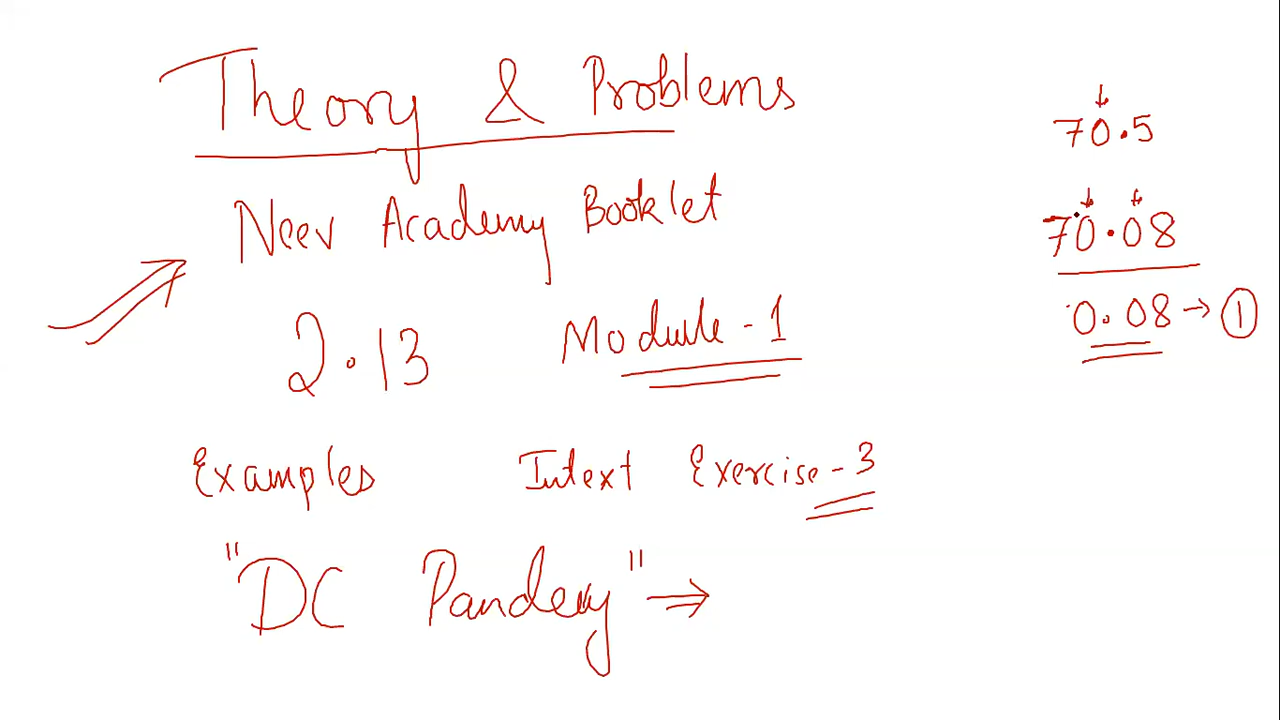 Theory & Problems
Neev Academy Booklet
2.13 Module-1
Examples Intext Exercise-3
"DC Pandey" →
70.5
70.08
0.08 → ①